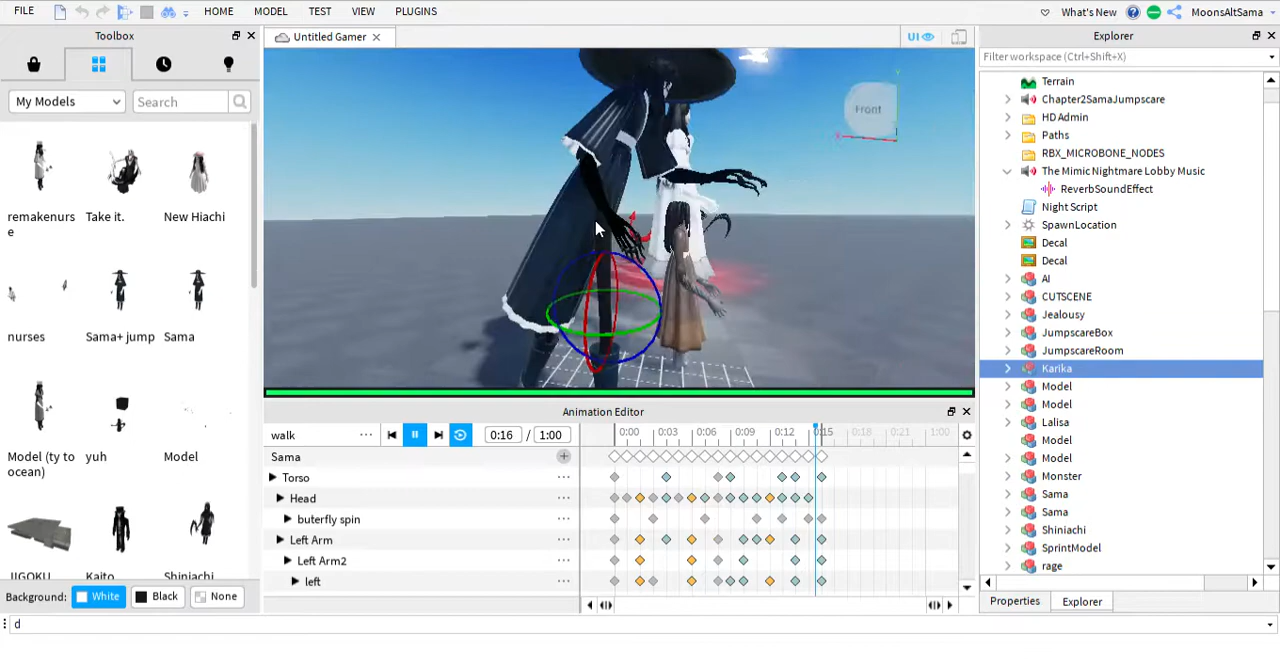 FILE HOME MODEL TEST VIEW PLUGINS What's New MoonsAltSama
Toolbox
My Models Search
remakenurs
e
Take it.
New Hiachi
nurses
Sama+ jump
Sama
Model (ty to
ocean)
yuh
Model
JIGOKU
Kaito
Shiniachi
Background: White Black None
Untitled Gamer UI
Front
Y
X
Animation Editor
walk ... 0:16 / 1:00 0:00 0:03 0:06 0:09 0:12 0:15 0:18 0:21 1:00
Sama
Torso ...
Head ...
buterfly spin ...
Left Arm ...
Left Arm2 ...
left ...
Explorer
Filter workspace (Ctrl+Shift+X)
Terrain
Chapter2SamaJumpscare
HD Admin
Paths
RBX_MICROBONE_NODES
The Mimic Nightmare Lobby Music
ReverbSoundEffect
Night Script
SpawnLocation
Decal
Decal
AI
CUTSCENE
Jealousy
JumpscareBox
JumpscareRoom
Karika
Model
Model
Lalisa
Model
Model
Monster
Sama
Sama
Shiniachi
SprintModel
rage
Properties Explorer
d